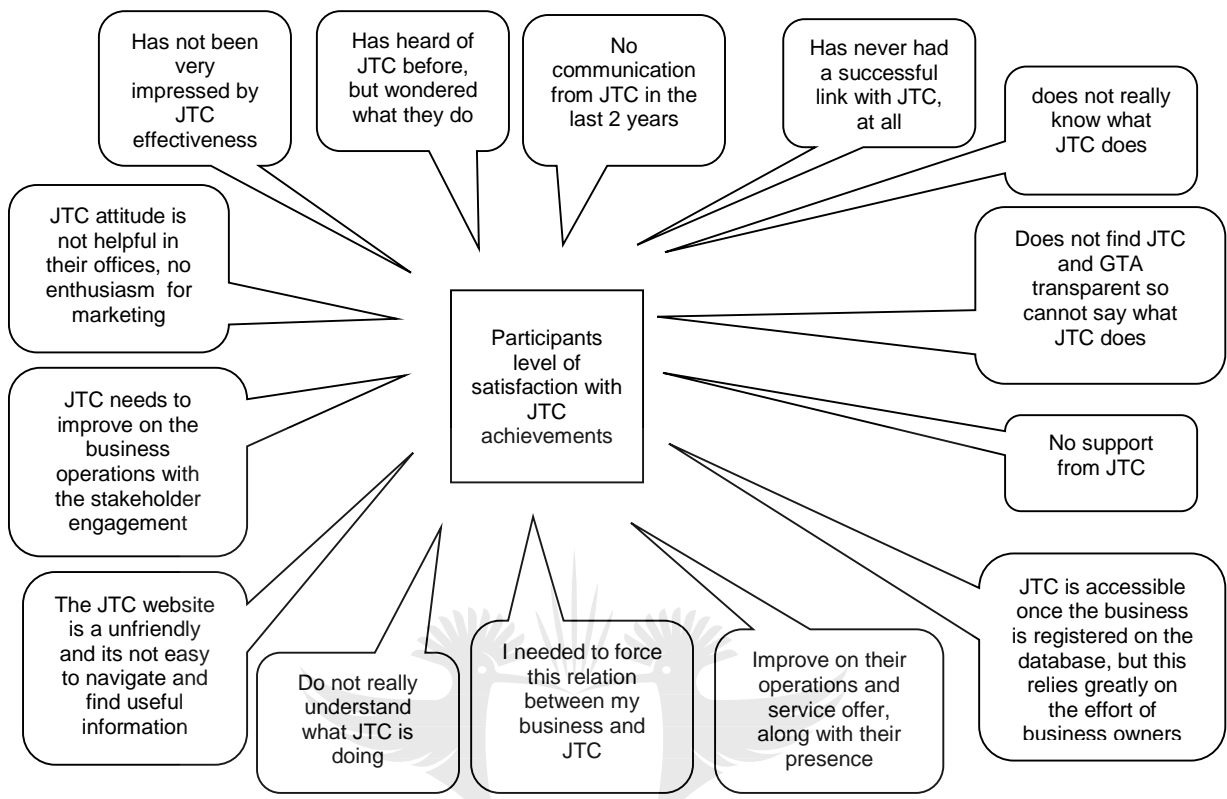 Has not been
very
impressed by
JTC
effectiveness
Has heard of
JTC before,
but wondered
what they do
No
communication
from JTC in the
last 2 years
Has never had
a successful
link with JTC,
at all
does not really
know what
JTC does
JTC attitude is
not helpful in
their offices, no
enthusiasm for
marketing
Does not find JTC
and GTA
transparent so
cannot say what
JTC does
Participants
level of
satisfaction with
JTC
achievements
JTC needs to
improve on the
business
operations with
the stakeholder
engagement
No support
from JTC
The JTC website
is a unfriendly
and its not easy
to navigate and
find useful
information
Do not really
understand
what JTC is
doing
I needed to force
this relation
between my
business and
JTC
Improve on their
operations and
service offer,
along with their
presence
JTC is accessible
once the business
is registered on the
database, but this
relies greatly on
the effort of
business owners